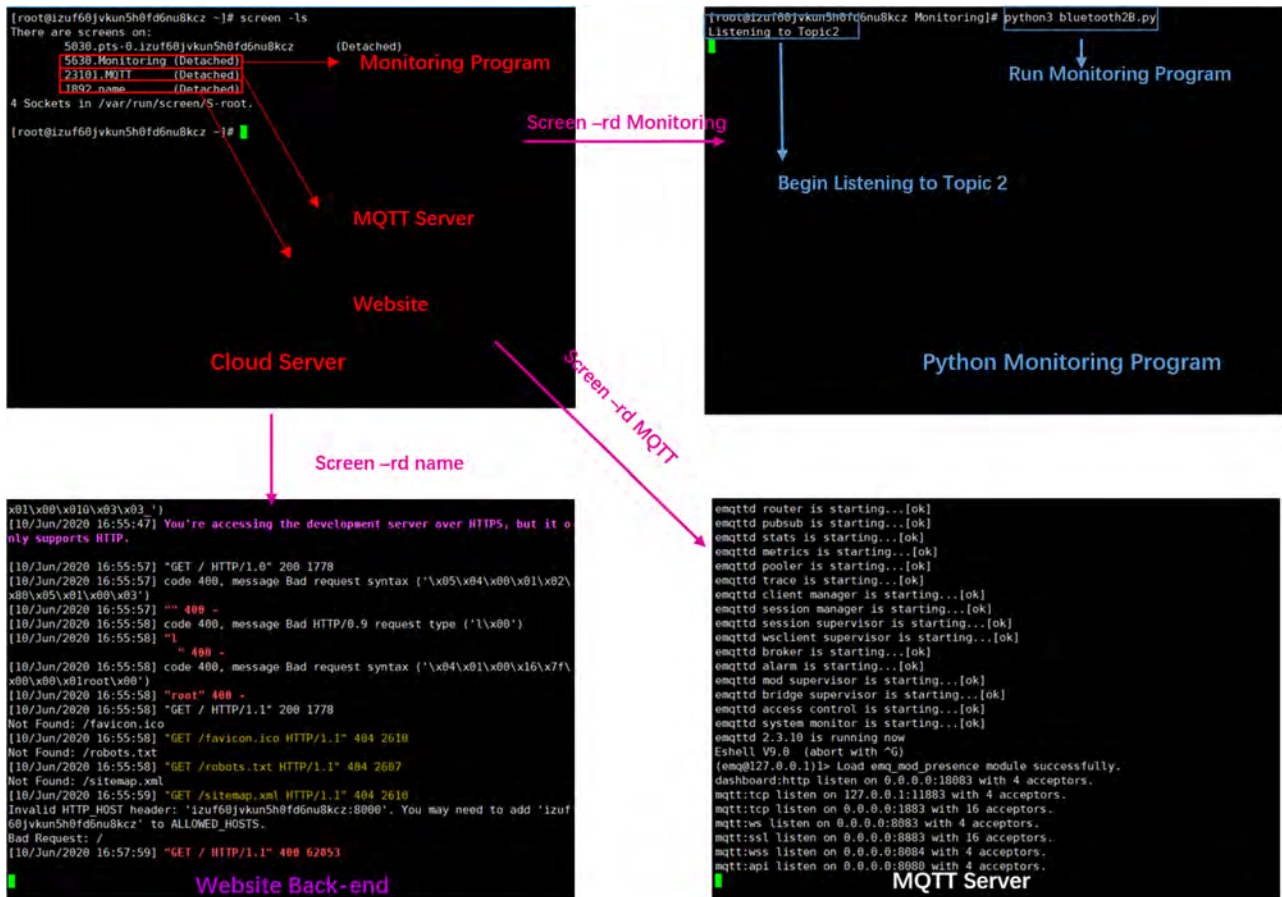 [root@izuf60jvkun5h0fd6nu8kcz ~]# screen -ls
There are screens on:
5030.pts-0.izuf60jvkun5h0fd6nu8kcz (Detached)
5630.Monitoring (Detached)
23101.MQTT (Detached)
1892.name (Detached)
4 Sockets in /var/run/screen/S-root.
[root@izuf60jvkun5h0fd6nu8kcz ~]#
Monitoring Program
MQTT Server
Website
Cloud Server
Screen –rd Monitoring
Screen –rd MQTT
Screen –rd name
[root@izuf60jvkun5h0fd6nu8kcz Monitoring]# python3 bluetooth2B.py
Listening to Topic2
Run Monitoring Program
Begin Listening to Topic 2
Python Monitoring Program
x01\x00\x010\x03\x03_')
[10/Jun/2020 16:55:47] You're accessing the development server over HTTPS, but it o
nly supports HTTP.
[10/Jun/2020 16:55:57] "GET / HTTP/1.0" 200 1778
[10/Jun/2020 16:55:57] code 400, message Bad request syntax ('\x05\x04\x00\x01\x02\
x80\x05\x01\x00\x03')
[10/Jun/2020 16:55:57] "" 400 -
[10/Jun/2020 16:55:58] code 400, message Bad HTTP/0.9 request type ('l\x00')
[10/Jun/2020 16:55:58] "l
" 400 -
[10/Jun/2020 16:55:58] code 400, message Bad request syntax ('\x04\x01\x00\x16\x7f\
x00\x00\x01root\x00')
[10/Jun/2020 16:55:58] "root" 400 -
[10/Jun/2020 16:55:58] "GET / HTTP/1.1" 200 1778
Not Found: /favicon.ico
[10/Jun/2020 16:55:58] "GET /favicon.ico HTTP/1.1" 404 2610
Not Found: /robots.txt
[10/Jun/2020 16:55:58] "GET /robots.txt HTTP/1.1" 404 2607
Not Found: /sitemap.xml
[10/Jun/2020 16:55:59] "GET /sitemap.xml HTTP/1.1" 404 2610
Invalid HTTP_HOST header: 'izuf60jvkun5h0fd6nu8kcz:8000'. You may need to add 'izuf
60jvkun5h0fd6nu8kcz' to ALLOWED_HOSTS.
Bad Request: /
[10/Jun/2020 16:57:59] "GET / HTTP/1.1" 400 62853
Website Back-end
emqttd router is starting...[ok]
emqttd pubsub is starting...[ok]
emqttd stats is starting...[ok]
emqttd metrics is starting...[ok]
emqttd pooler is starting...[ok]
emqttd trace is starting...[ok]
emqttd client manager is starting...[ok]
emqttd session manager is starting...[ok]
emqttd session supervisor is starting...[ok]
emqttd wsclient supervisor is starting...[ok]
emqttd broker is starting...[ok]
emqttd alarm is starting...[ok]
emqttd mod supervisor is starting...[ok]
emqttd bridge supervisor is starting...[ok]
emqttd access control is starting...[ok]
emqttd system monitor is starting...[ok]
emqttd 2.3.10 is running now
Eshell V9.0 (abort with ^G)
(emq@127.0.0.1)1> Load emq_mod_presence module successfully.
dashboard:http listen on 0.0.0.0:18083 with 4 acceptors.
mqtt:tcp listen on 127.0.0.1:11883 with 4 acceptors.
mqtt:tcp listen on 0.0.0.0:1883 with 16 acceptors.
mqtt:ws listen on 0.0.0.0:8083 with 4 acceptors.
mqtt:ssl listen on 0.0.0.0:8883 with 16 acceptors.
mqtt:wss listen on 0.0.0.0:8084 with 4 acceptors.
mqtt:api listen on 0.0.0.0:8080 with 4 acceptors.
MQTT Server